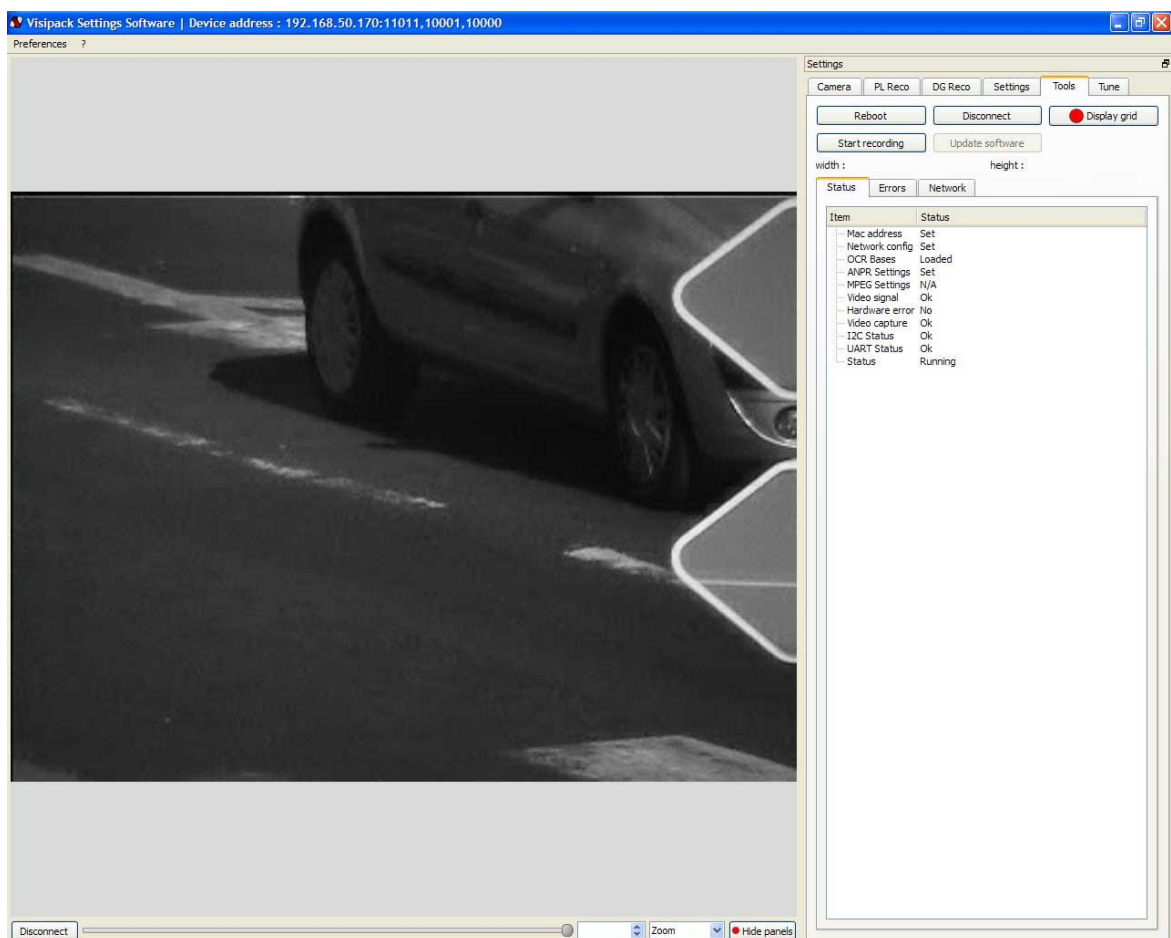 Visipack Settings Software | Device address : 192.168.50.170:11011,10001,10000
Preferences ?
Settings
Camera PL Reco DG Reco Settings Tools Tune
Reboot Disconnect Display grid
Start recording Update software
width : height :
Status Errors Network
Item Status
Mac address Set
Network config Set
OCR Bases Loaded
ANPR Settings Set
MPEG Settings N/A
Video signal Ok
Hardware error No
Video capture Ok
I2C Status Ok
UART Status Ok
Status Running
Disconnect Zoom Hide panels